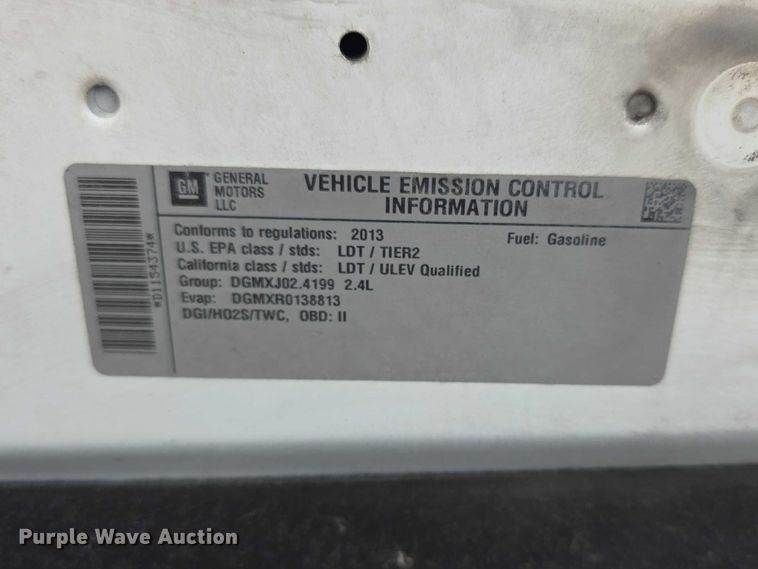 GM
GENERAL
MOTORS
LLC
VEHICLE EMISSION CONTROL
INFORMATION
Conforms to regulations: 2013 Fuel: Gasoline
U.S. EPA class / stds: LDT / TIER2
California class / stds: LDT / ULEV Qualified
Group: DGMXJ02.4199 2.4L
Evap: DGMXR0138813
DGI/HO2S/TWC, OBD: II
*D1154374*
Purple Wave Auction